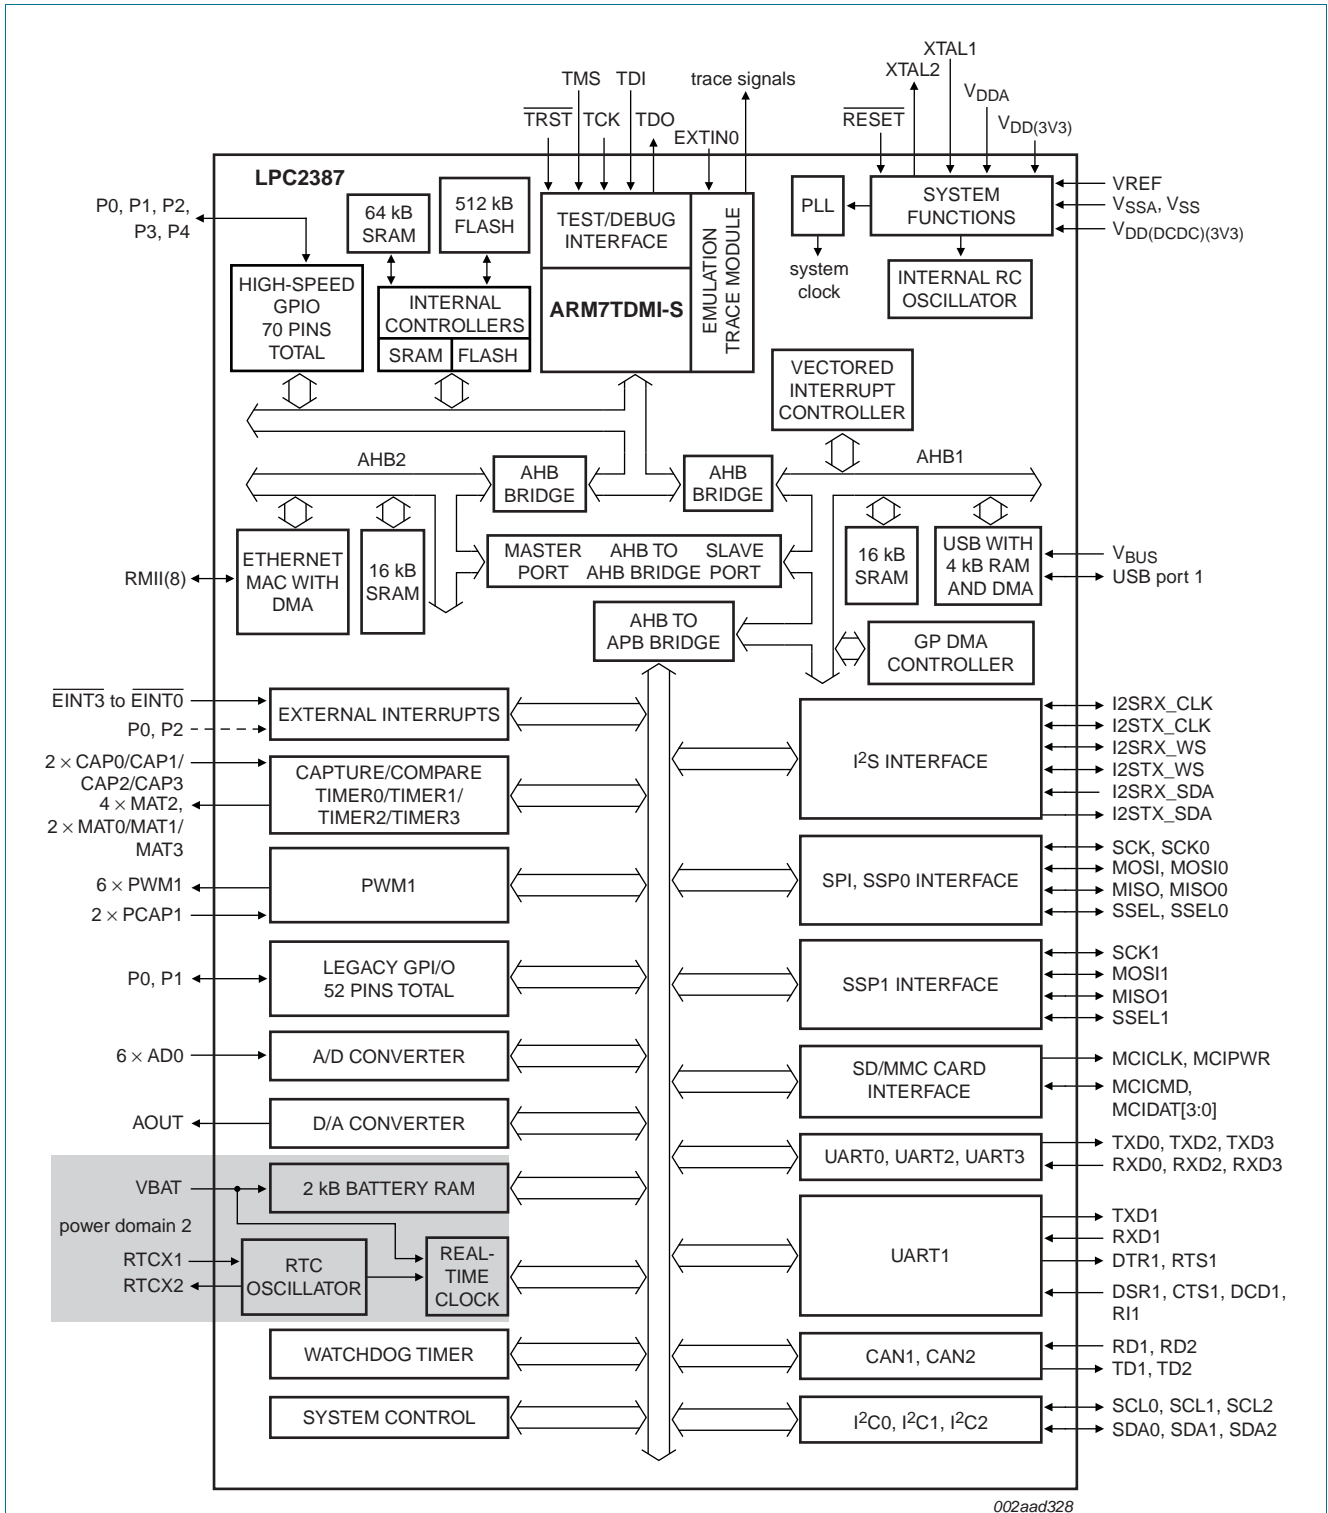 XTAL1
XTAL2
TMS TDI
trace signals
VDDA
TRST TCK TDO
RESET
VDD(3V3)
EXTIN0
LPC2387
P0, P1, P2,
P3, P4
64 kB
SRAM
512 kB
FLASH
TEST/DEBUG
INTERFACE
EMULATION
TRACE MODULE
PLL
SYSTEM
FUNCTIONS
VREF
VSSA, VSS
VDD(DCDC)(3V3)
system
clock
INTERNAL RC
OSCILLATOR
HIGH-SPEED
GPIO
70 PINS
TOTAL
INTERNAL
CONTROLLERS
SRAM FLASH
ARM7TDMI-S
VECTORED
INTERRUPT
CONTROLLER
AHB2
AHB
BRIDGE
AHB
BRIDGE
AHB1
ETHERNET
MAC WITH
DMA
16 kB
SRAM
MASTER AHB TO SLAVE
PORT AHB BRIDGE PORT
16 kB
SRAM
USB WITH
4 kB RAM
AND DMA
VBUS
USB port 1
RMII(8)
AHB TO
APB BRIDGE
GP DMA
CONTROLLER
EINT3 to EINT0
P0, P2
EXTERNAL INTERRUPTS
2 × CAP0/CAP1/
CAP2/CAP3
4 × MAT2,
2 × MAT0/MAT1/
MAT3
CAPTURE/COMPARE
TIMER0/TIMER1/
TIMER2/TIMER3
I2S INTERFACE
I2SRX_CLK
I2STX_CLK
I2SRX_WS
I2STX_WS
I2SRX_SDA
I2STX_SDA
6 × PWM1
2 × PCAP1
PWM1
SPI, SSP0 INTERFACE
SCK, SCK0
MOSI, MOSI0
MISO, MISO0
SSEL, SSEL0
P0, P1
LEGACY GPI/O
52 PINS TOTAL
SSP1 INTERFACE
SCK1
MOSI1
MISO1
SSEL1
6 × AD0
A/D CONVERTER
SD/MMC CARD
INTERFACE
MCICLK, MCIPWR
MCICMD,
MCIDAT[3:0]
AOUT
D/A CONVERTER
UART0, UART2, UART3
TXD0, TXD2, TXD3
RXD0, RXD2, RXD3
VBAT
2 kB BATTERY RAM
power domain 2
RTCX1
RTCX2
RTC
OSCILLATOR
REAL-
TIME
CLOCK
UART1
TXD1
RXD1
DTR1, RTS1
DSR1, CTS1, DCD1,
RI1
WATCHDOG TIMER
CAN1, CAN2
RD1, RD2
TD1, TD2
SYSTEM CONTROL
I2C0, I2C1, I2C2
SCL0, SCL1, SCL2
SDA0, SDA1, SDA2
002aad328